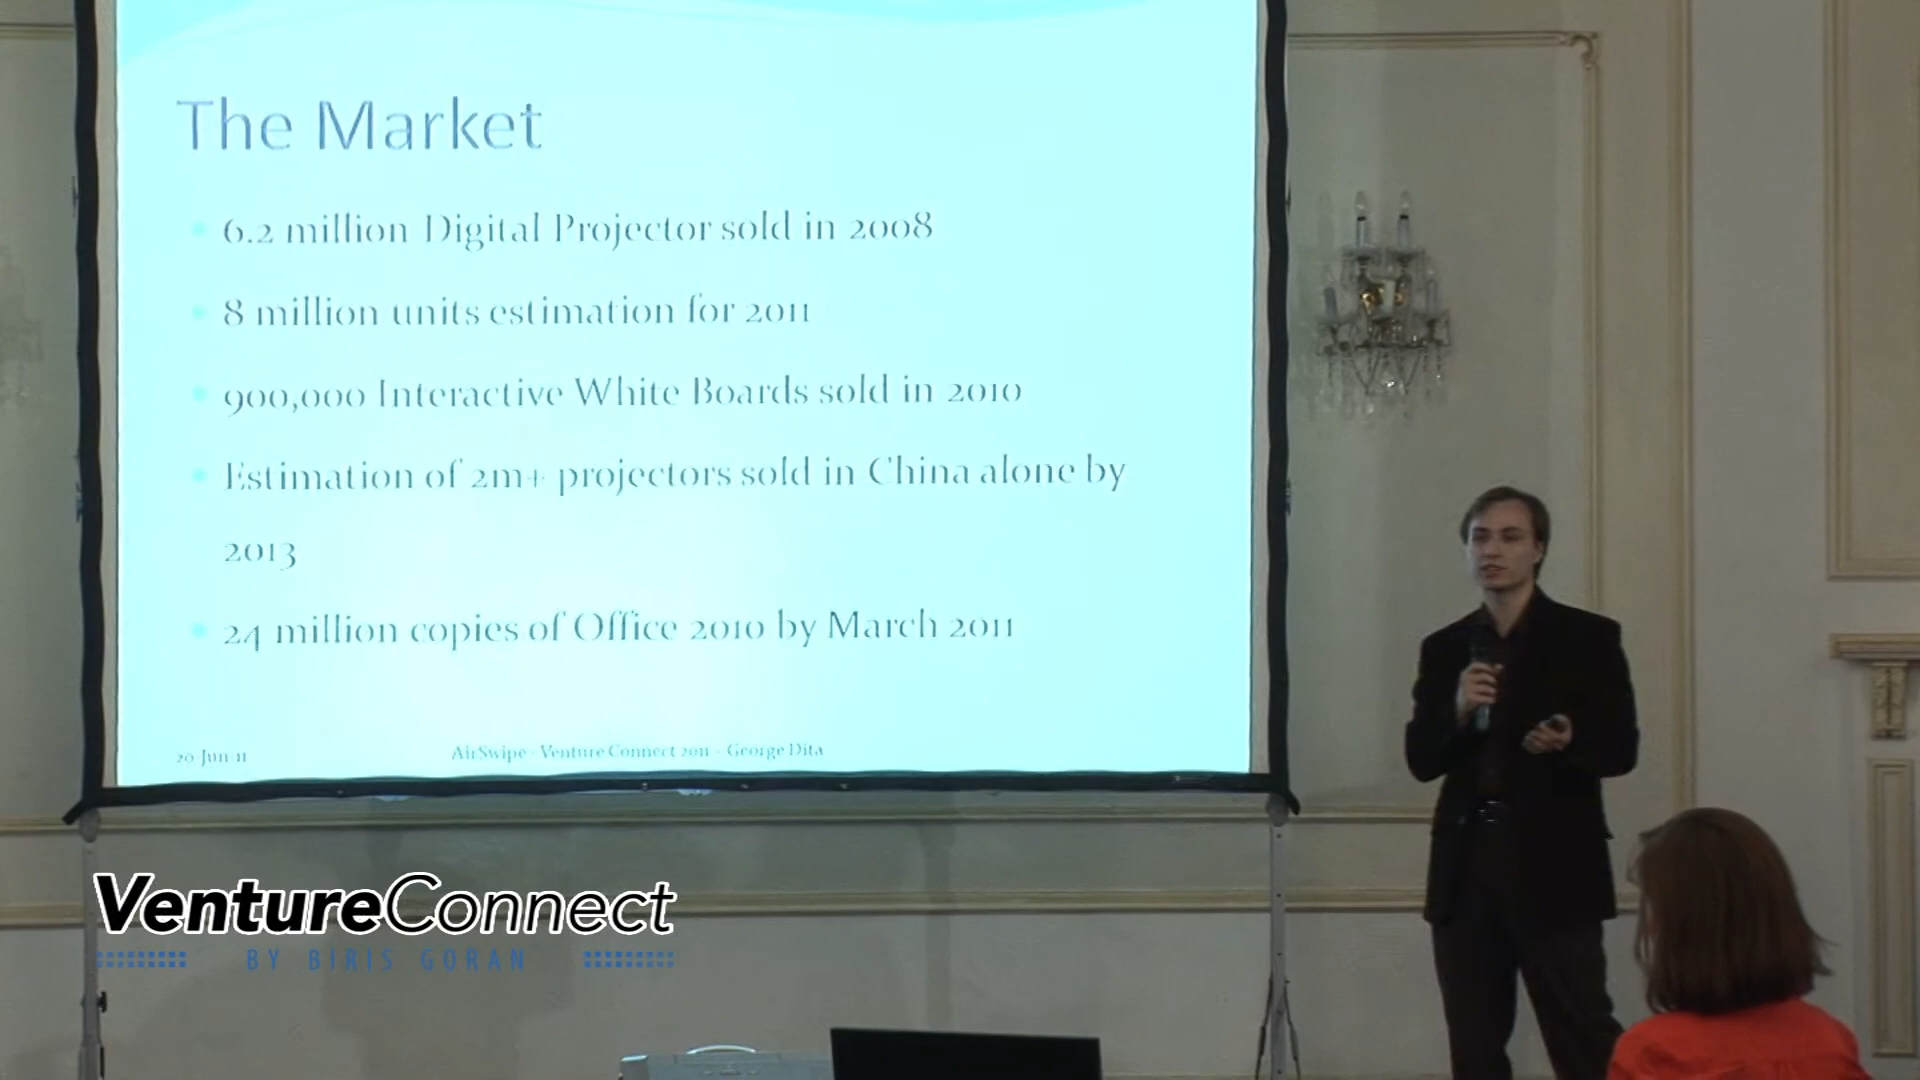 The Market
6.2 million Digital Projector sold in 2008
8 million units estimation for 2011
900,000 Interactive White Boards sold in 2010
Estimation of 2m+ projectors sold in China alone by
2013
24 million copies of Office 2010 by March 2011
20-Jun-11
AirSwipe - Venture Connect 2011 - George Dita
VentureConnect
BY BIRIS GORAN